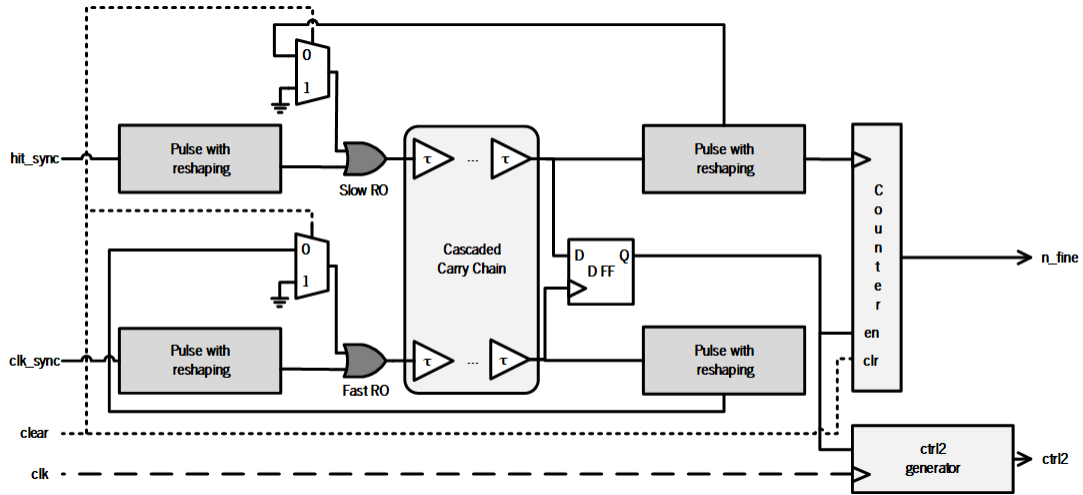 0
1
hit_sync
Pulse with
reshaping
Slow RO
τ ... τ
Pulse with
reshaping
Counter
0
1
Cascaded
Carry Chain
D Q
D FF
n_fine
clk_sync
Pulse with
reshaping
Fast RO
τ ... τ
Pulse with
reshaping
en
clr
clear
clk
ctrl2
generator
ctrl2